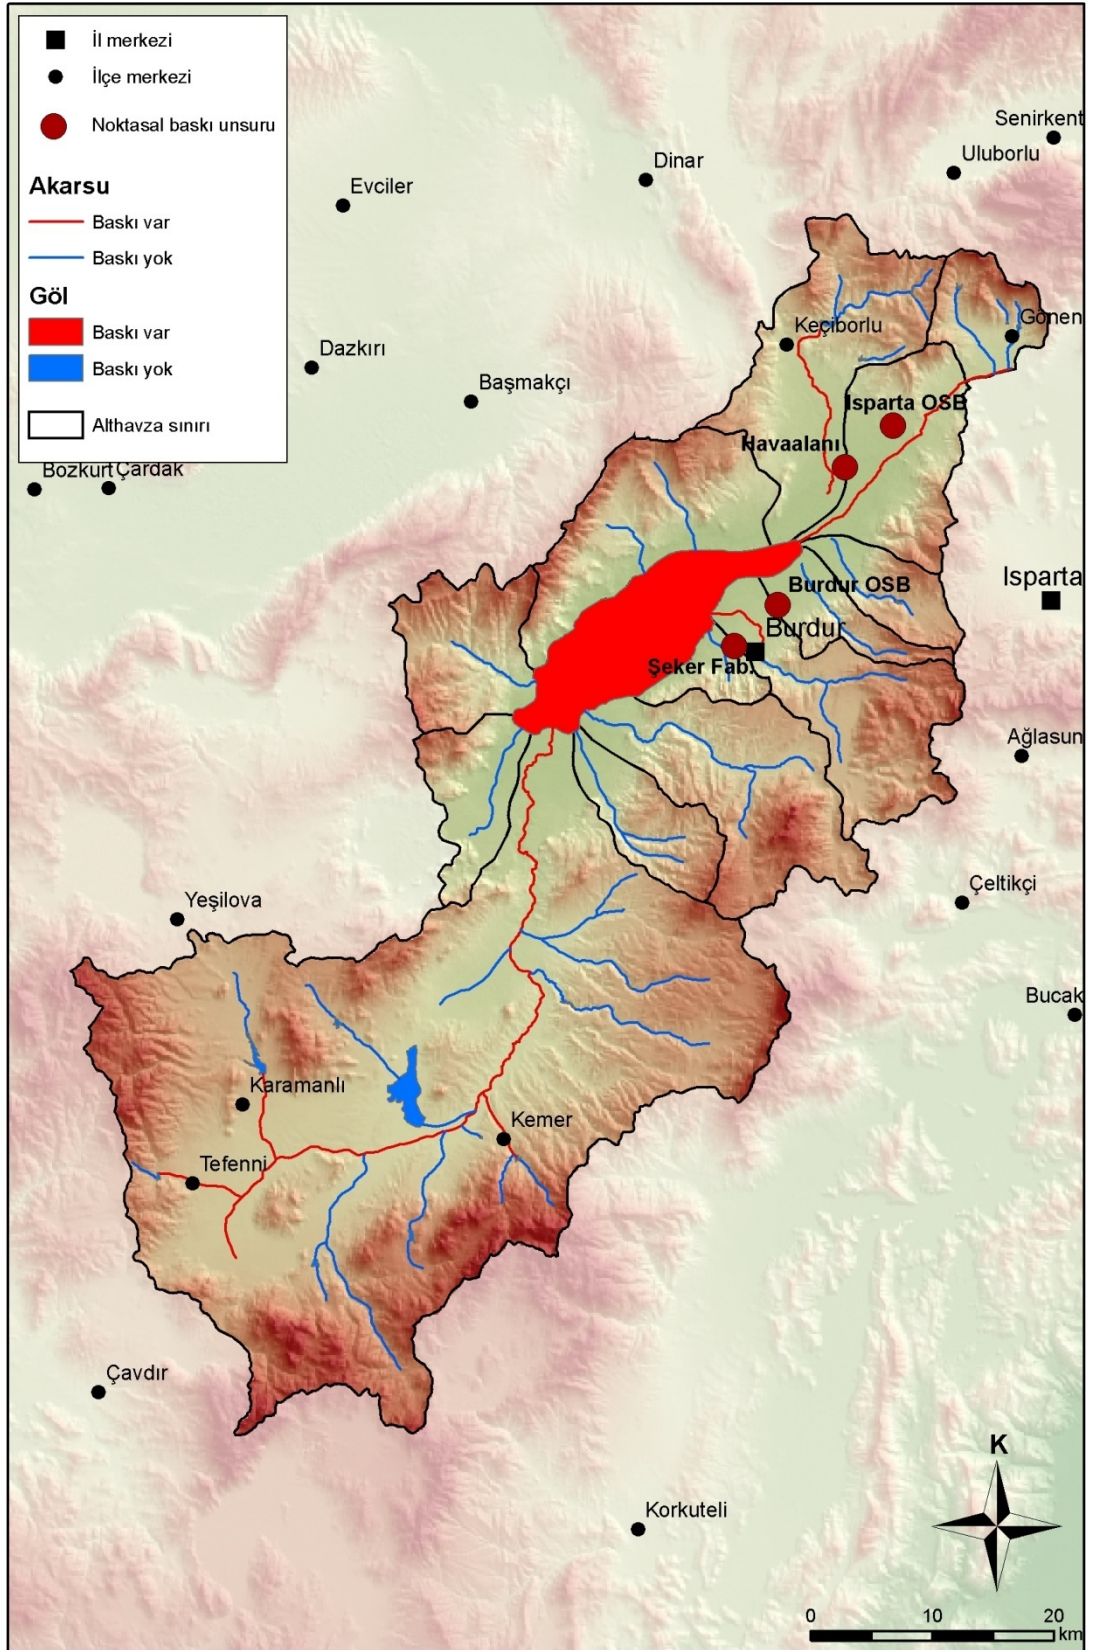 İl merkezi
İlçe merkezi
Noktasal baskı unsuru
Akarsu
Baskı var
Baskı yok
Göl
Baskı var
Baskı yok
Althavza sınırı
Senirkent
Uluborlu
Dinar
Evciler
Gönen
Keçiborlu
Dazkırı
Başmakçı
Isparta OSB
Havaalanı
Bozkurt
Çardak
Isparta
Burdur OSB
Burdur
Şeker Fab.
Ağlasun
Çeltikçi
Yeşilova
Bucak
Karamanlı
Kemer
Tefenni
Çavdır
K
Korkuteli
0 10 20
km